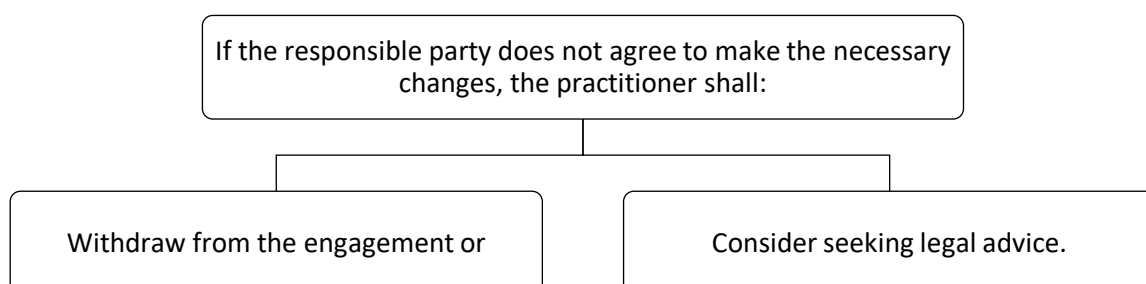 If the responsible party does not agree to make the necessary
changes, the practitioner shall:
Withdraw from the engagement or
Consider seeking legal advice.